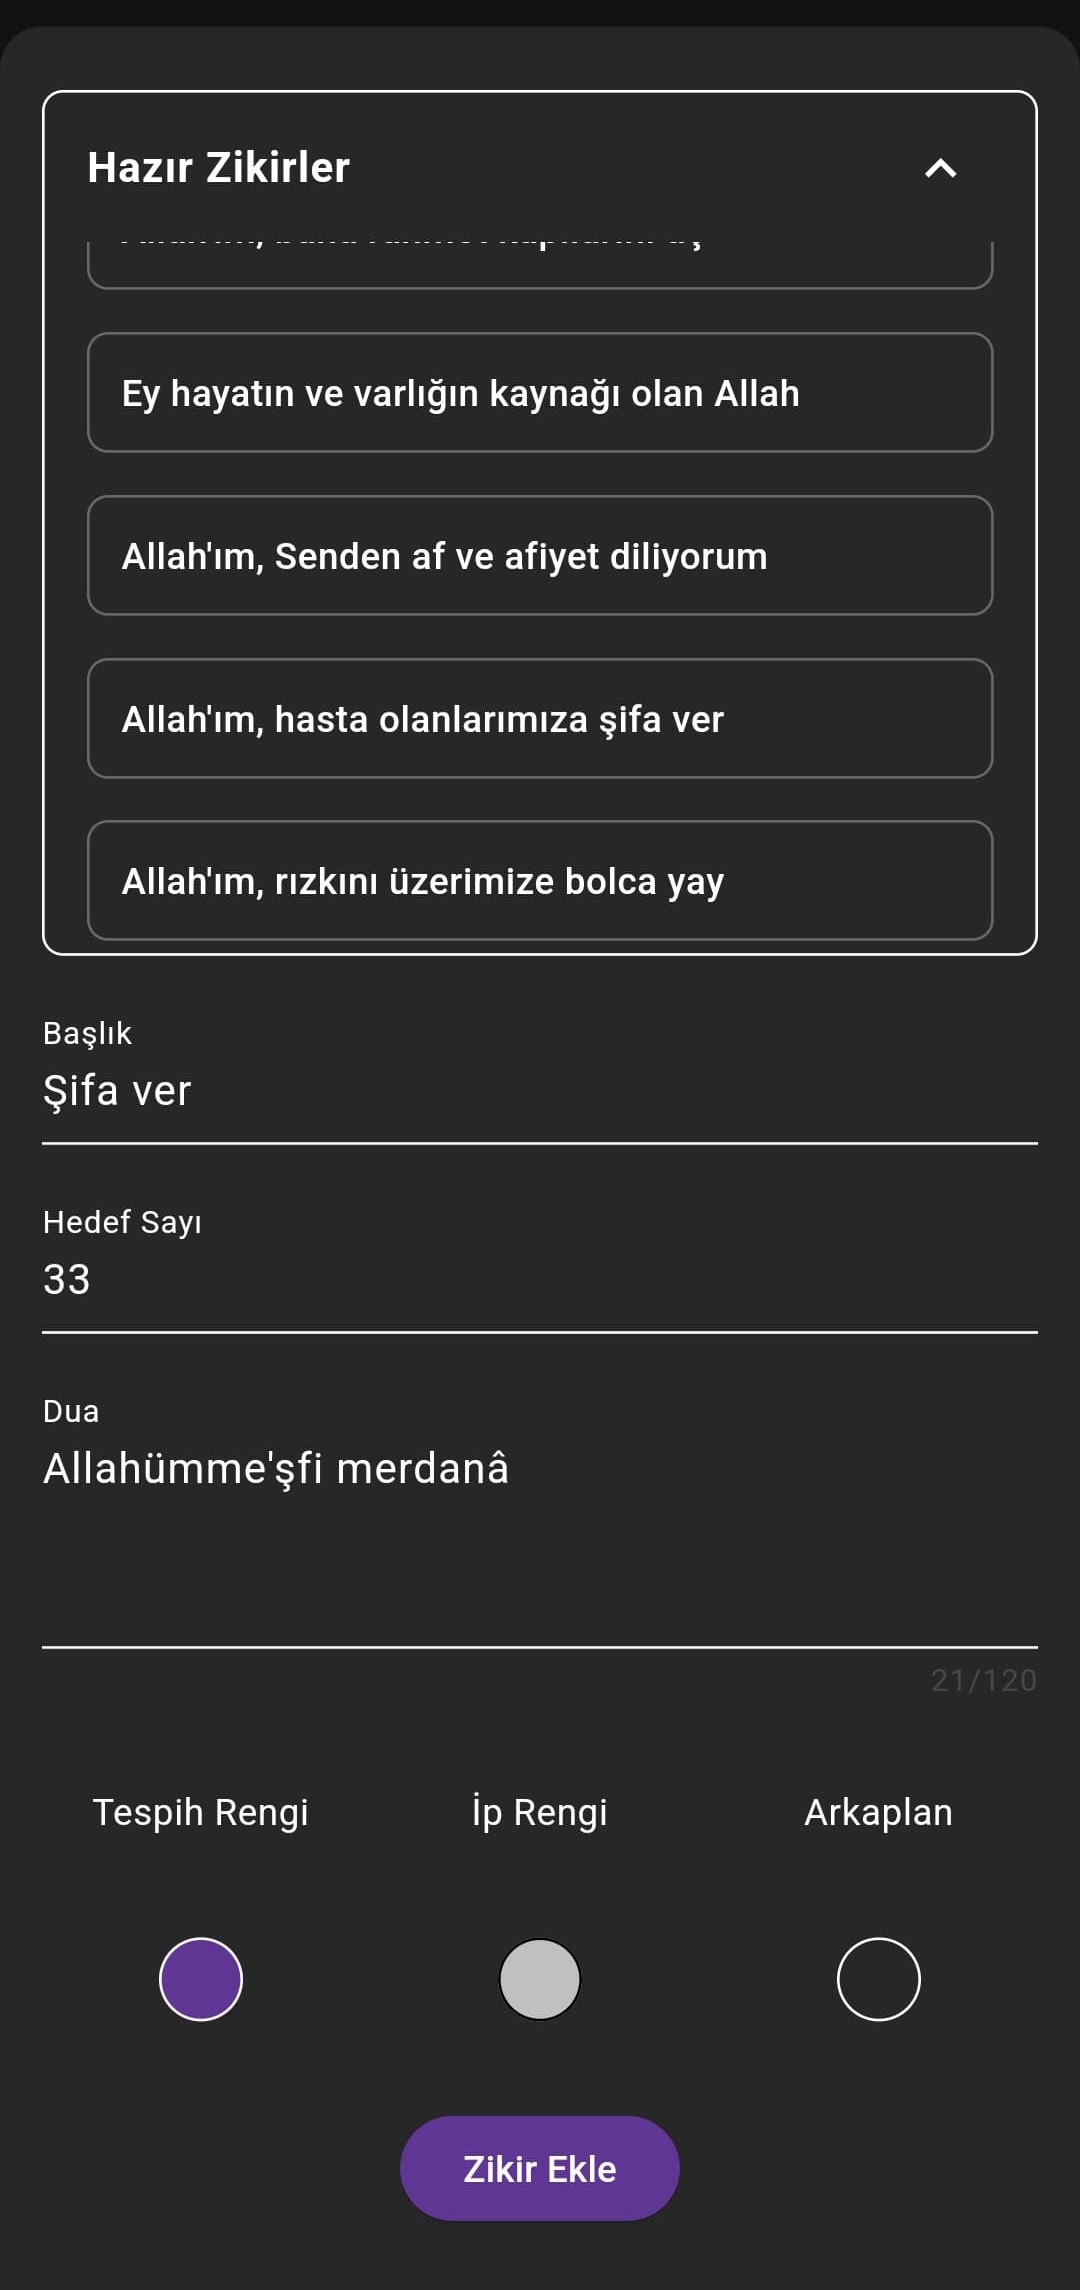 Hazır Zikirler
Ey hayatın ve varlığın kaynağı olan Allah
Allah'ım, Senden af ve afiyet diliyorum
Allah'ım, hasta olanlarımıza şifa ver
Allah'ım, rızkını üzerimize bolca yay
Başlık
Şifa ver
Hedef Sayı
33
Dua
Allahümme'şfi merdanâ
21/120
Tespih Rengi
İp Rengi
Arkaplan
Zikir Ekle